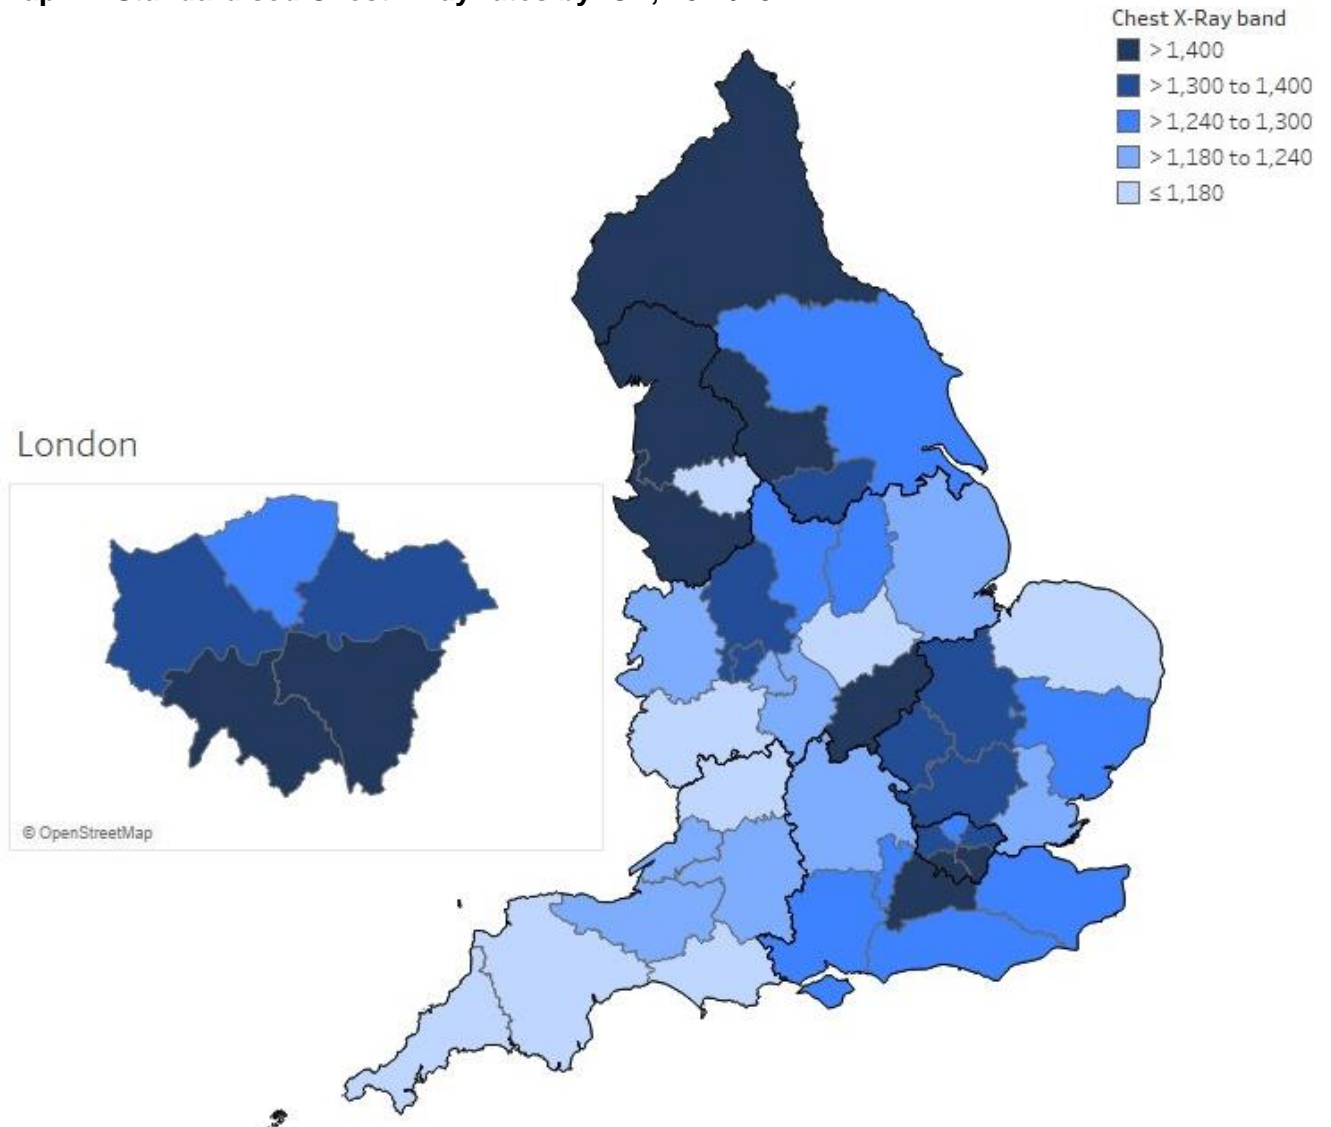 Chest X-Ray band
> 1,400
> 1,300 to 1,400
> 1,240 to 1,300
> 1,180 to 1,240
≤ 1,180
London
© OpenStreetMap